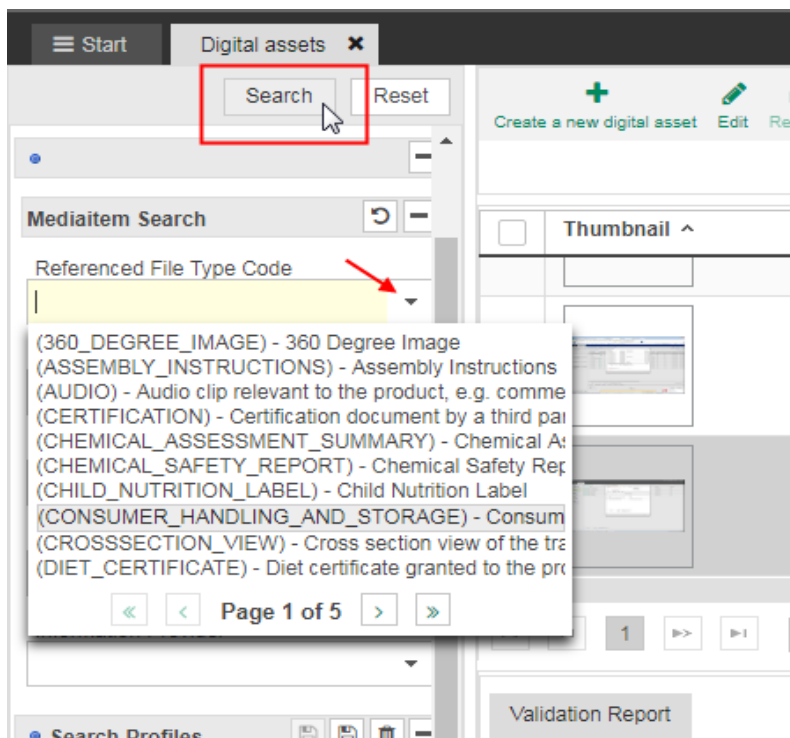 Start
Digital assets
Search
Reset
Create a new digital asset
Edit
Re
Mediaitem Search
Thumbnail
Referenced File Type Code
(360_DEGREE_IMAGE) - 360 Degree Image
(ASSEMBLY_INSTRUCTIONS) - Assembly Instructions
(AUDIO) - Audio clip relevant to the product, e.g. comme
(CERTIFICATION) - Certification document by a third par
(CHEMICAL_ASSESSMENT_SUMMARY) - Chemical As
(CHEMICAL_SAFETY_REPORT) - Chemical Safety Rep
(CHILD_NUTRITION_LABEL) - Child Nutrition Label
(CONSUMER_HANDLING_AND_STORAGE) - Consum
(CROSSSECTION_VIEW) - Cross section view of the tra
(DIET_CERTIFICATE) - Diet certificate granted to the pro
Page 1 of 5
1
Validation Report
Search Profiles